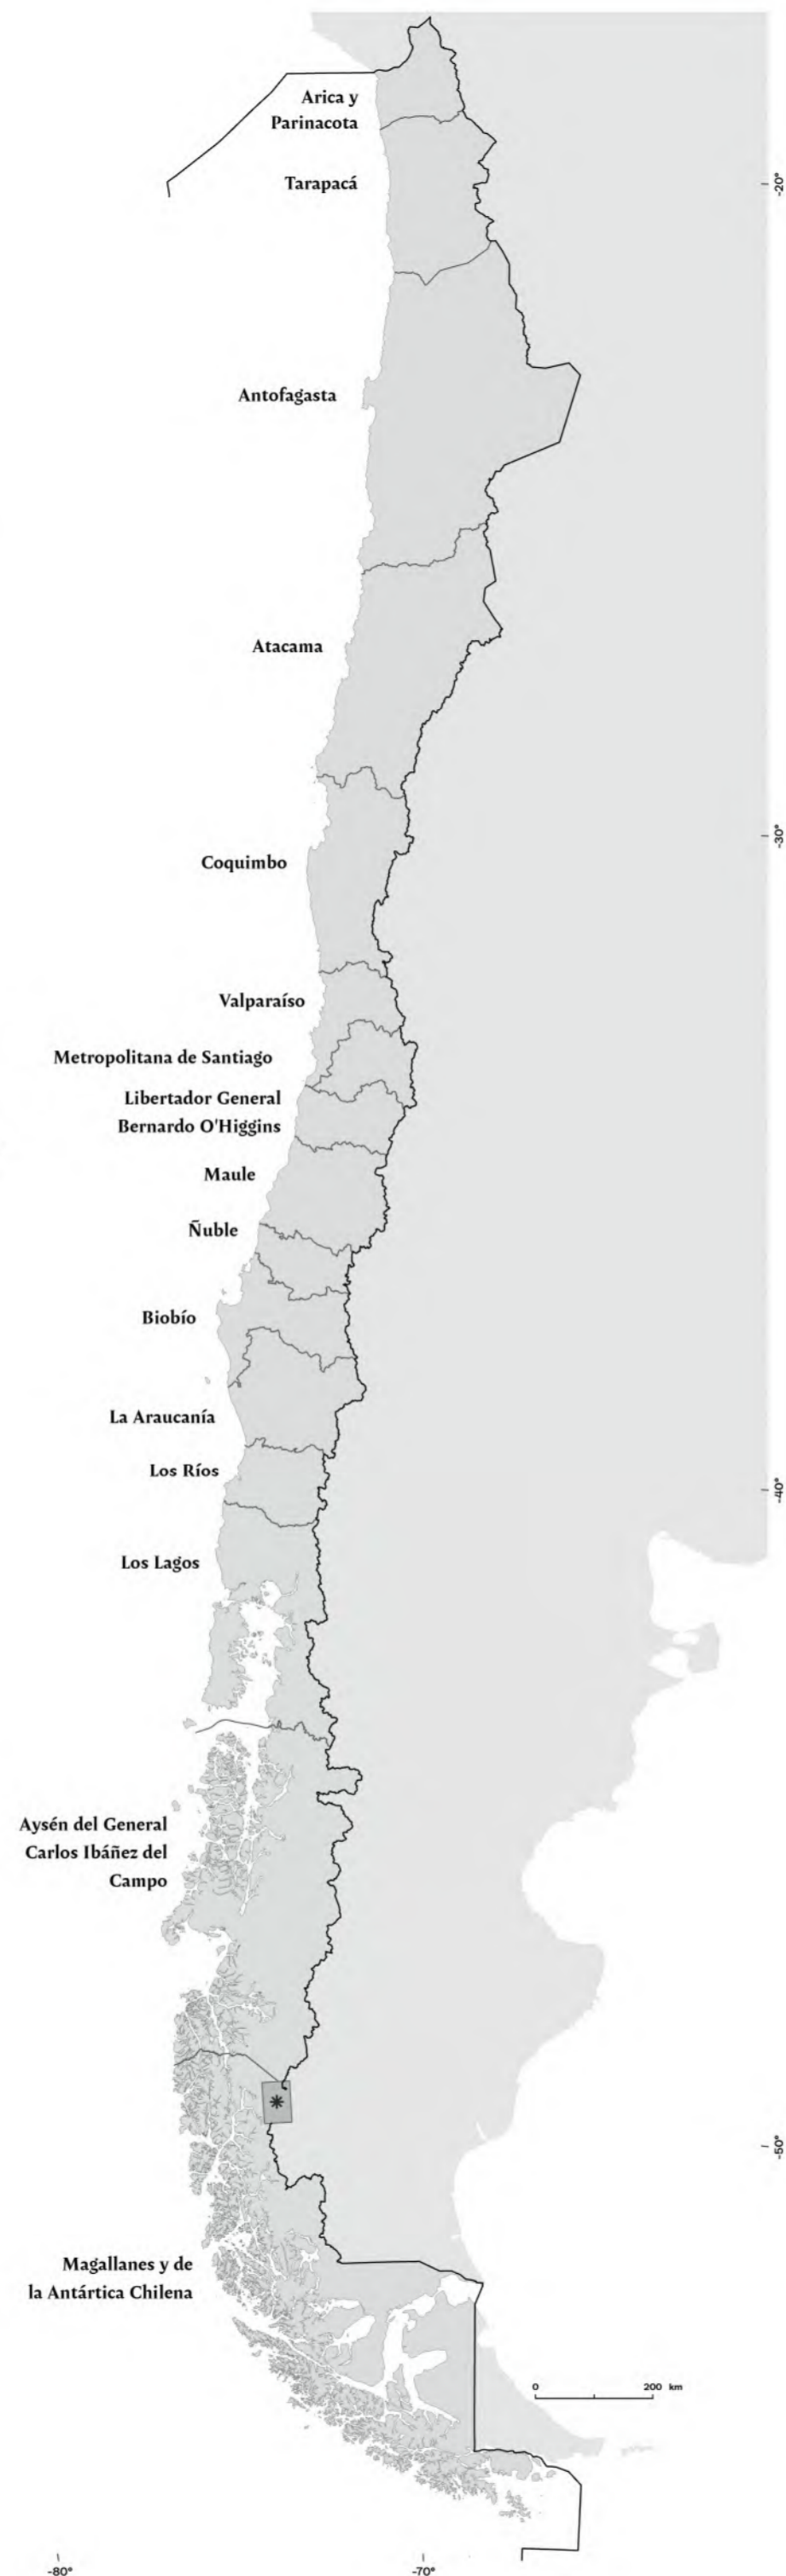 Arica y
Parinacota
Tarapacá
-20°
Antofagasta
Atacama
-30°
Coquimbo
Valparaíso
Metropolitana de Santiago
Libertador General
Bernardo O'Higgins
Maule
Ñuble
Biobío
La Araucanía
Los Ríos
-40°
Los Lagos
Aysén del General
Carlos Ibáñez del
Campo
-50°
Magallanes y de
la Antártica Chilena
0 200 km
-80° -70°